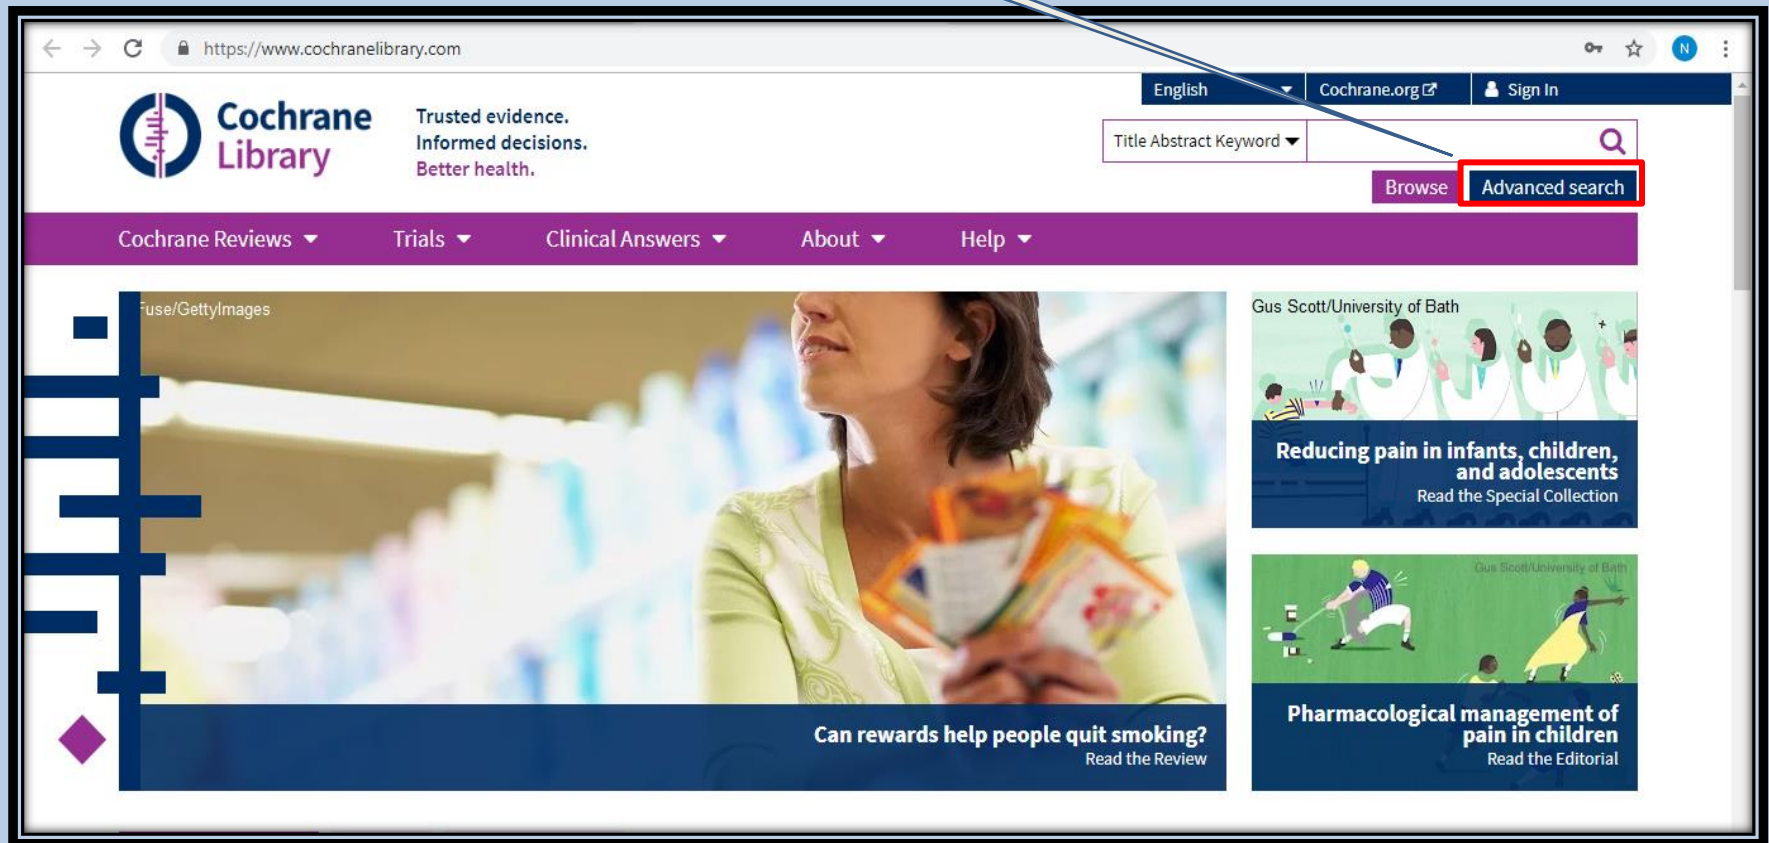 https://www.cochranelibrary.com
N
English
Cochrane.org
Sign In
Cochrane
Library
Trusted evidence.
Informed decisions.
Better health.
Title Abstract Keyword
Browse
Advanced search
Cochrane Reviews
Trials
Clinical Answers
About
Help
Fuse/GettyImages
Gus Scott/University of Bath
Reducing pain in infants, children,
and adolescents
Read the Special Collection
Gus Scott/University of Bath
Can rewards help people quit smoking?
Read the Review
Pharmacological management of
pain in children
Read the Editorial